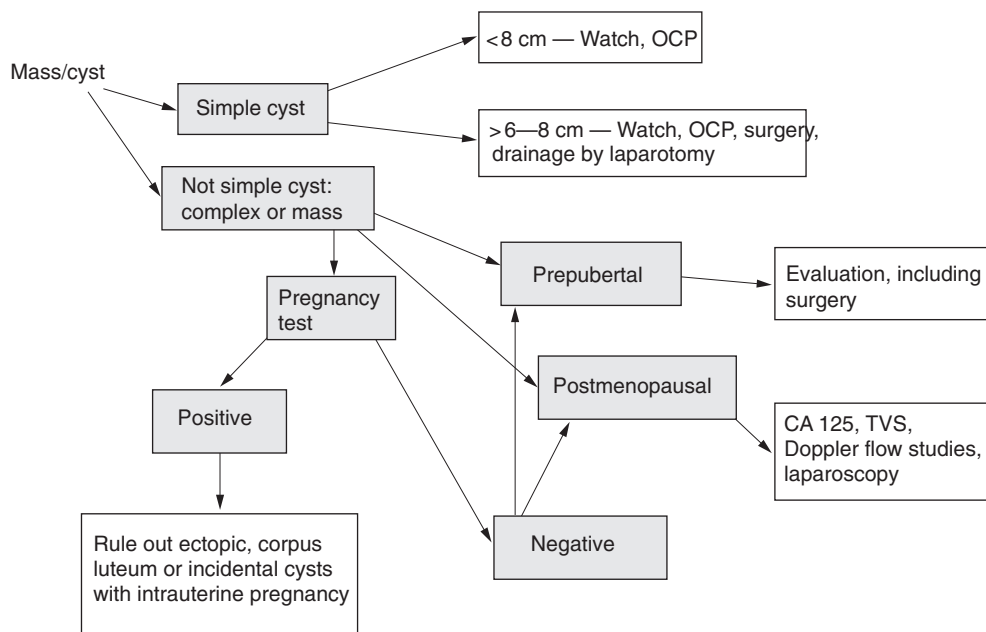 Mass/cyst
Simple cyst
<8 cm — Watch, OCP
>6—8 cm — Watch, OCP, surgery,
drainage by laparotomy
Not simple cyst:
complex or mass
Pregnancy
test
Prepubertal
Evaluation, including
surgery
Postmenopausal
Positive
CA 125, TVS,
Doppler flow studies,
laparoscopy
Negative
Rule out ectopic, corpus
luteum or incidental cysts
with intrauterine pregnancy